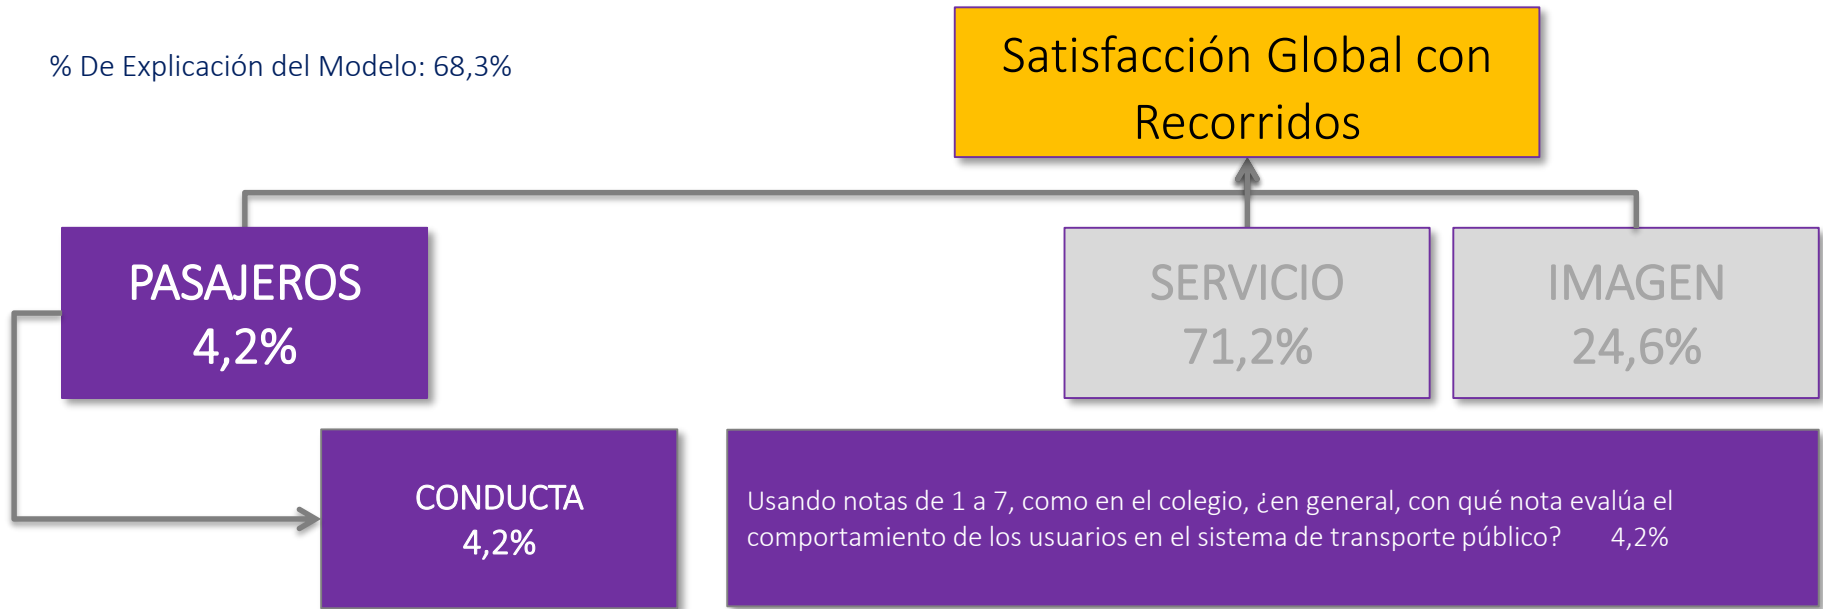 % De Explicación del Modelo: 68,3%
Satisfacción Global con
Recorridos
PASAJEROS
4,2%
SERVICIO
71,2%
IMAGEN
24,6%
CONDUCTA
4,2%
Usando notas de 1 a 7, como en el colegio, ¿en general, con qué nota evalúa el
comportamiento de los usuarios en el sistema de transporte público? 4,2%